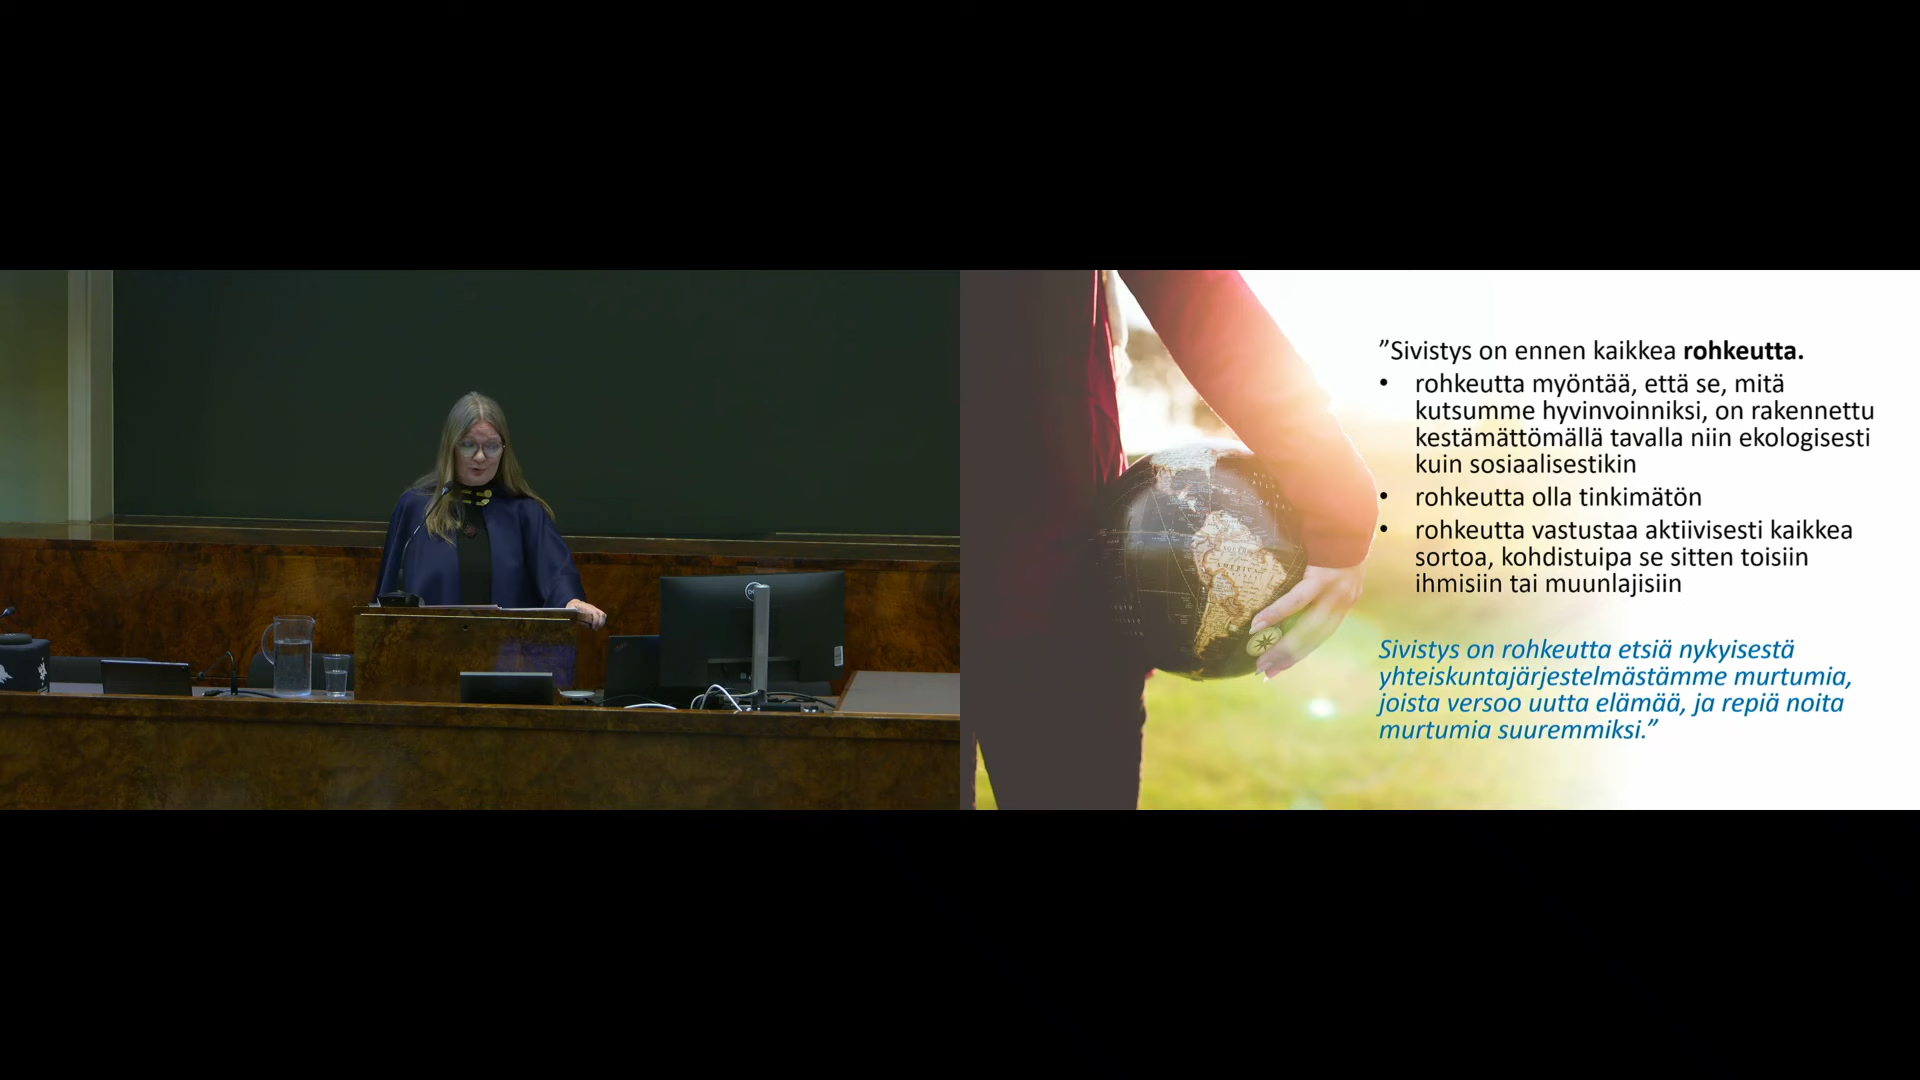 ”Sivistys on ennen kaikkea rohkeutta.
• rohkeutta myöntää, että se, mitä
kutsumme hyvinvoinniksi, on rakennettu
kestämättömällä tavalla niin ekologisesti
kuin sosiaalisestikin
• rohkeutta olla tinkimätön
• rohkeutta vastustaa aktiivisesti kaikkea
sortoa, kohdistuipa se sitten toisiin
ihmisiin tai muunlajisiin
Sivistys on rohkeutta etsiä nykyisestä
yhteiskuntajärjestelmästämme murtumia,
joista versoo uutta elämää, ja repiä noita
murtumia suuremmiksi.”